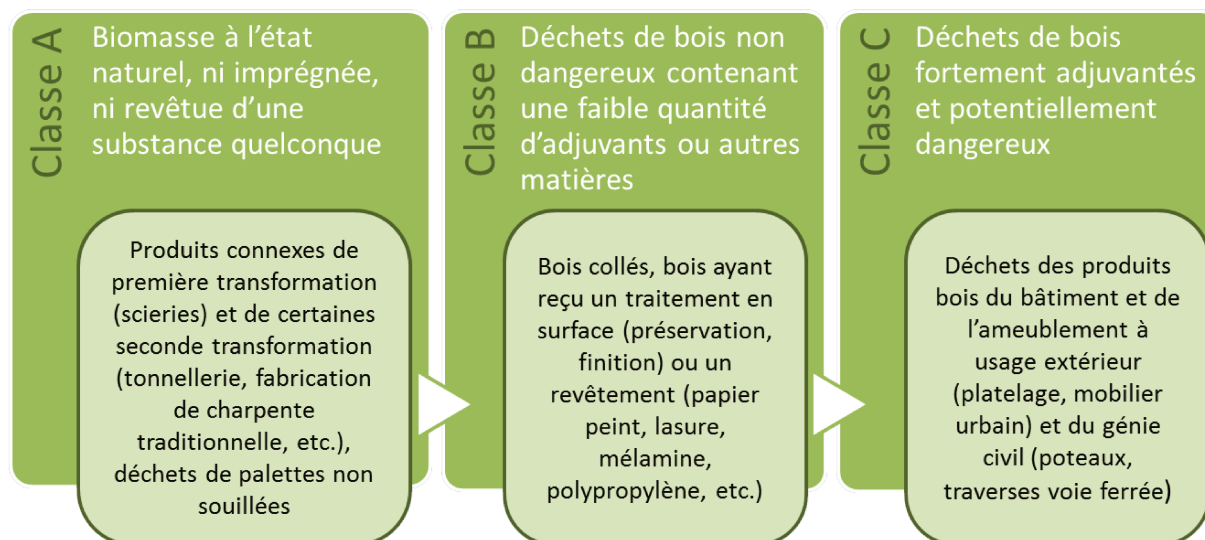 Classe A
Biomasse à l’état
naturel, ni imprégnée,
ni revêtue d’une
substance quelconque
Produits connexes de
première transformation
(scieries) et de certaines
seconde transformation
(tonnellerie, fabrication
de charpente
traditionnelle, etc.),
déchets de palettes non
souillées
Classe B
Déchets de bois non
dangereux contenant
une faible quantité
d’adjuvants ou autres
matières
Bois collés, bois ayant
reçu un traitement en
surface (préservation,
finition) ou un
revêtement (papier
peint, lasure,
mélamine,
polypropylène, etc.)
Classe C
Déchets de bois
fortement adjuvantés
et potentiellement
dangereux
Déchets des produits
bois du bâtiment et de
l’ameublement à
usage extérieur
(platelage, mobilier
urbain) et du génie
civil (poteaux,
traverses voie ferrée)